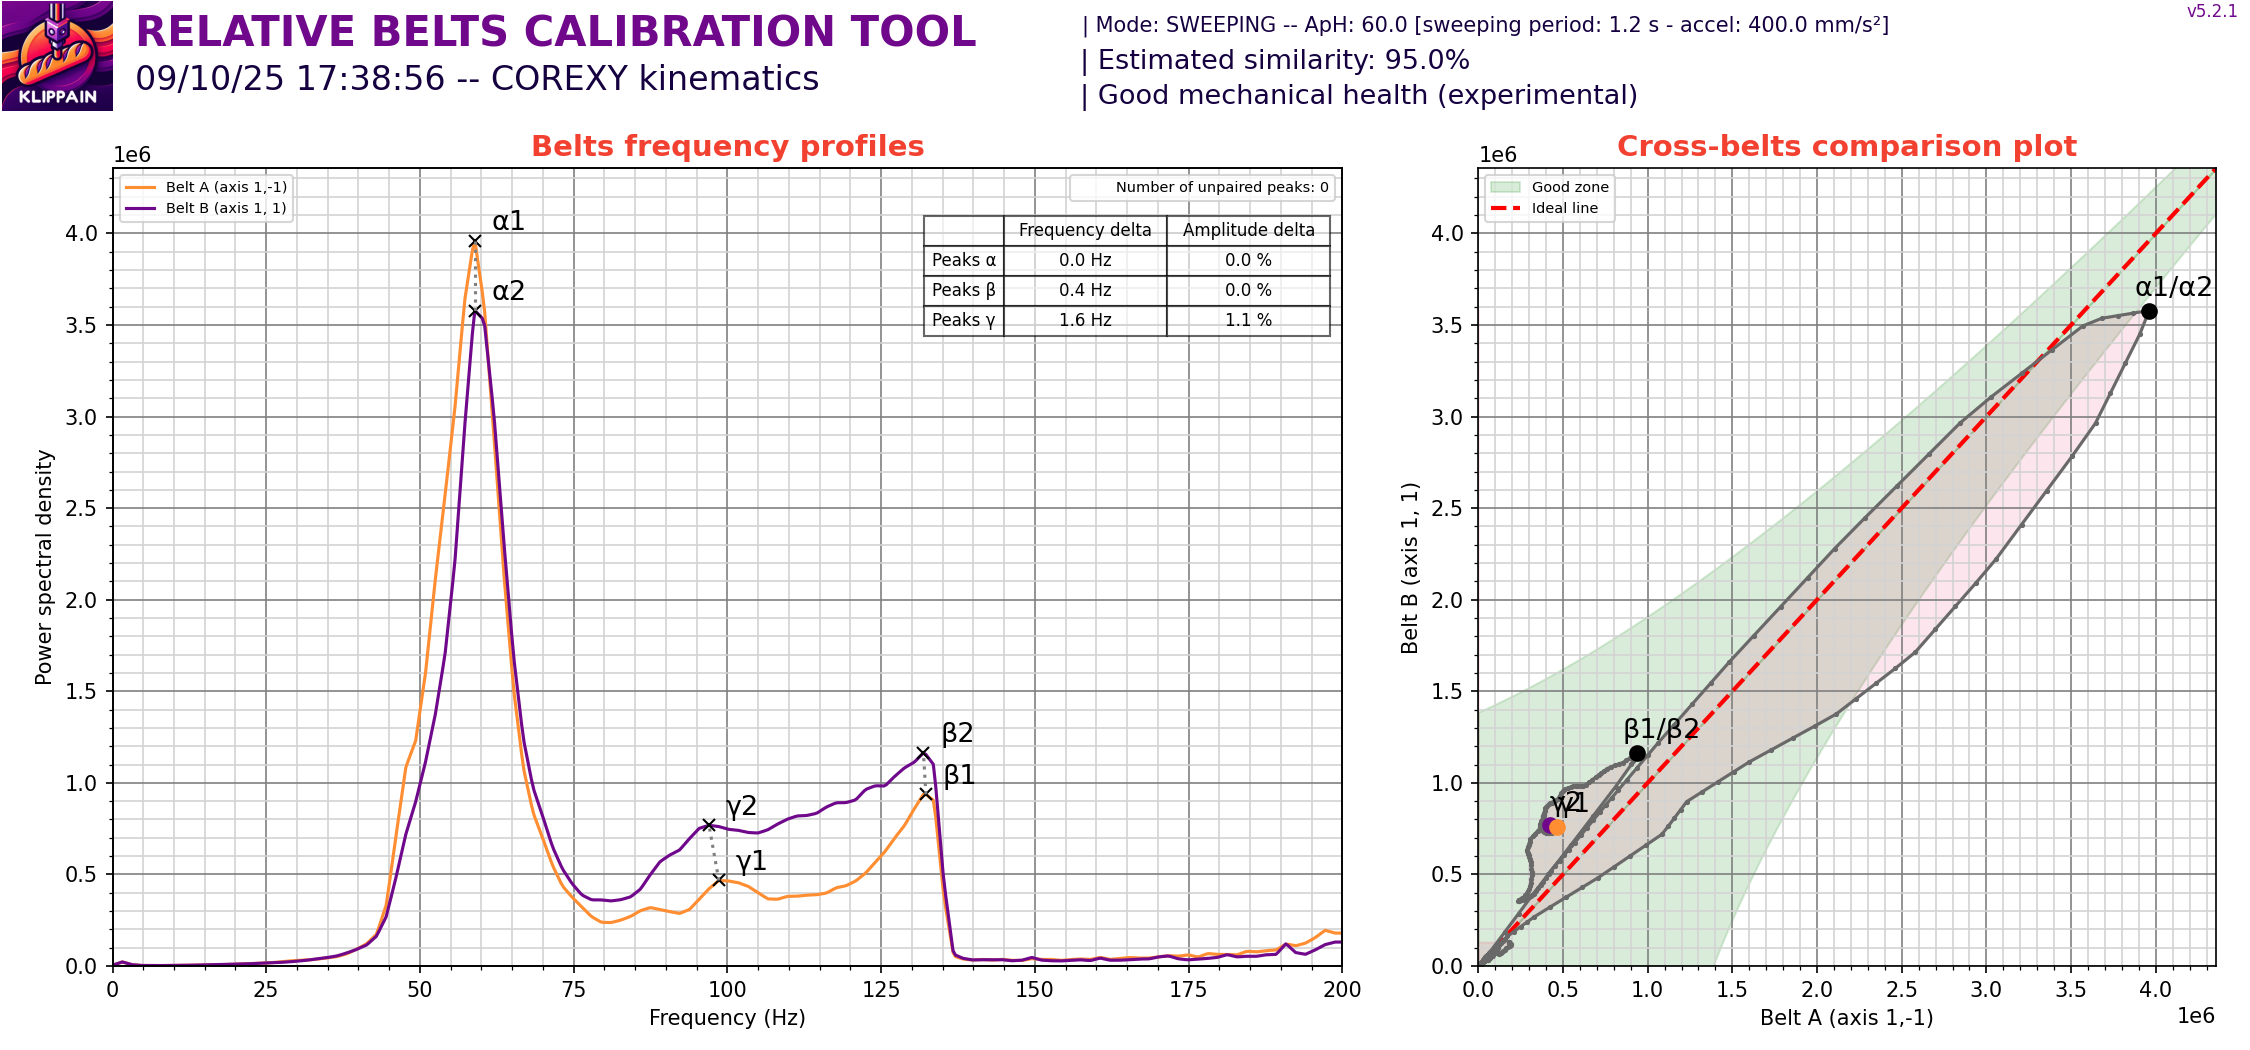 KLIPPAIN
RELATIVE BELTS CALIBRATION TOOL
09/10/25 17:38:56 -- COREXY kinematics
| Mode: SWEEPING -- ApH: 60.0 [sweeping period: 1.2 s - accel: 400.0 mm/s²]
| Estimated similarity: 95.0%
| Good mechanical health (experimental)
v5.2.1
Belts frequency profiles
1e6
Belt A (axis 1,-1)
Belt B (axis 1, 1)
Number of unpaired peaks: 0
Frequency delta Amplitude delta
Peaks α 0.0 Hz 0.0 %
Peaks β 0.4 Hz 0.0 %
Peaks γ 1.6 Hz 1.1 %
α1
α2
β2
β1
γ2
γ1
4.0
3.5
3.0
2.5
2.0
1.5
1.0
0.5
0.0
Power spectral density
0 25 50 75 100 125 150 175 200
Frequency (Hz)
Cross-belts comparison plot
1e6
Good zone
Ideal line
α1/α2
β1/β2
γ2
γ1
4.0
3.5
3.0
2.5
2.0
1.5
1.0
0.5
0.0
Belt B (axis 1, 1)
0.0 0.5 1.0 1.5 2.0 2.5 3.0 3.5 4.0
Belt A (axis 1,-1)
1e6